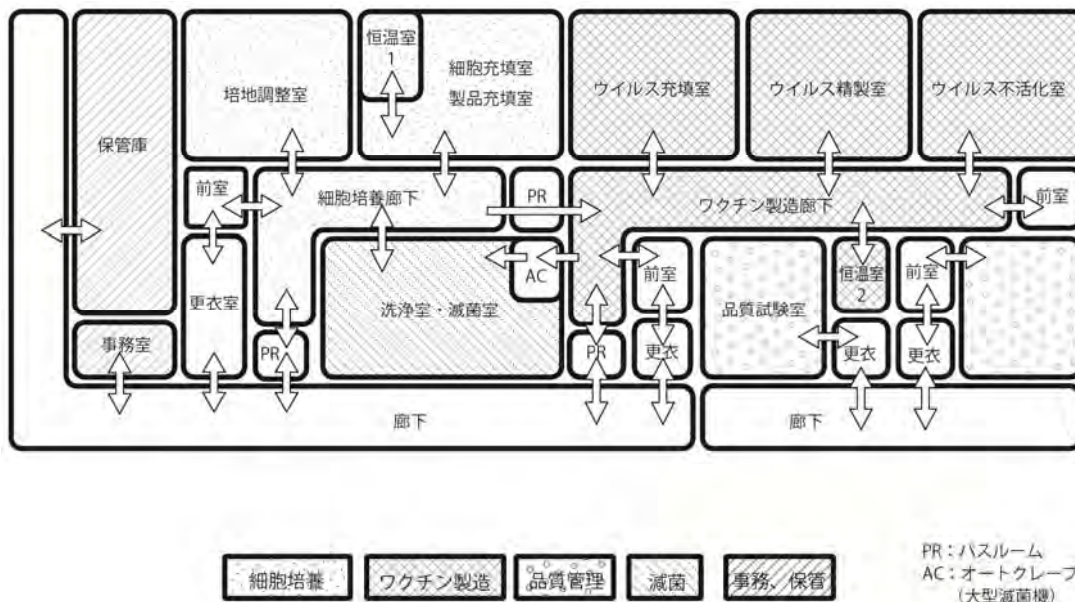 恒温室
1
細胞充填室
製品充填室
培地調整室
ウイルス充填室
ウイルス精製室
ウイルス不活化室
保管庫
前室
細胞培養廊下
PR
ワクチン製造廊下
前室
AC
前室
恒温室
2
前室
更衣室
洗浄室・滅菌室
品質試験室
事務室
PR
PR
更衣
更衣
更衣
廊下
廊下
細胞培養
ワクチン製造
品質管理
滅菌
事務、保管
PR：パスルーム
AC：オートクレーブ
（大型滅菌機）